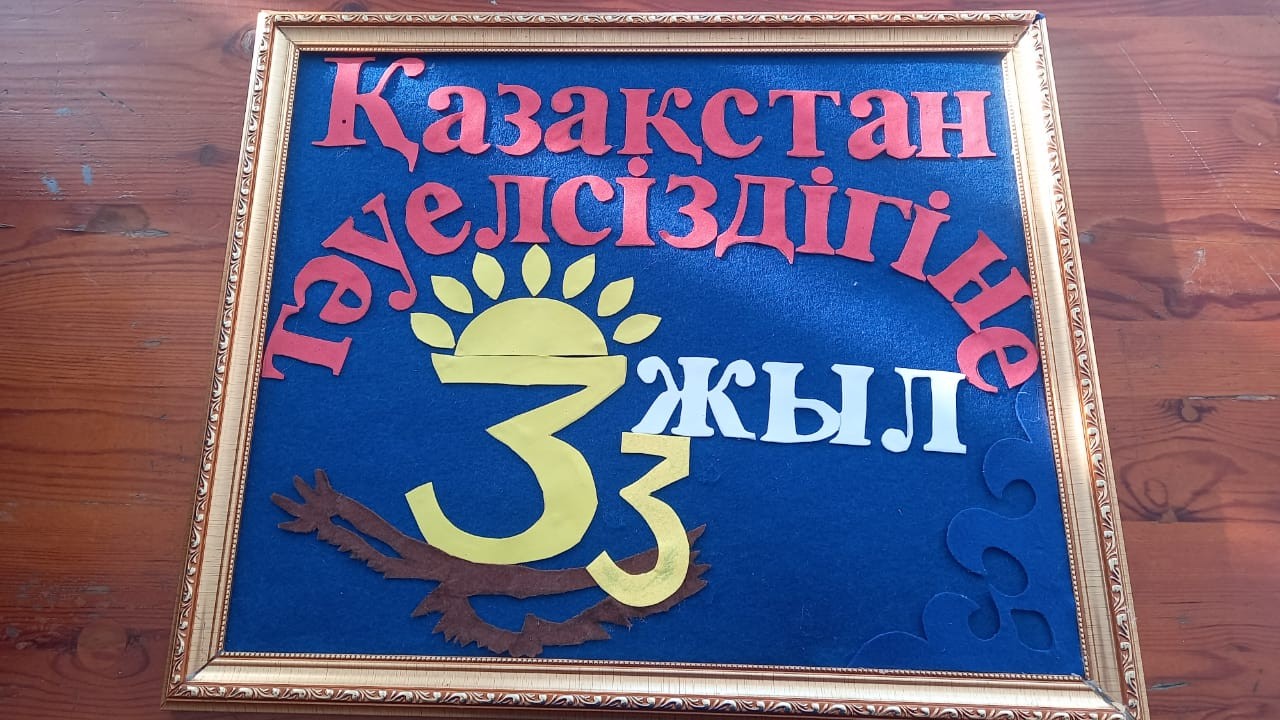 Қазақстан
тәуелсіздігіне
33 жыл